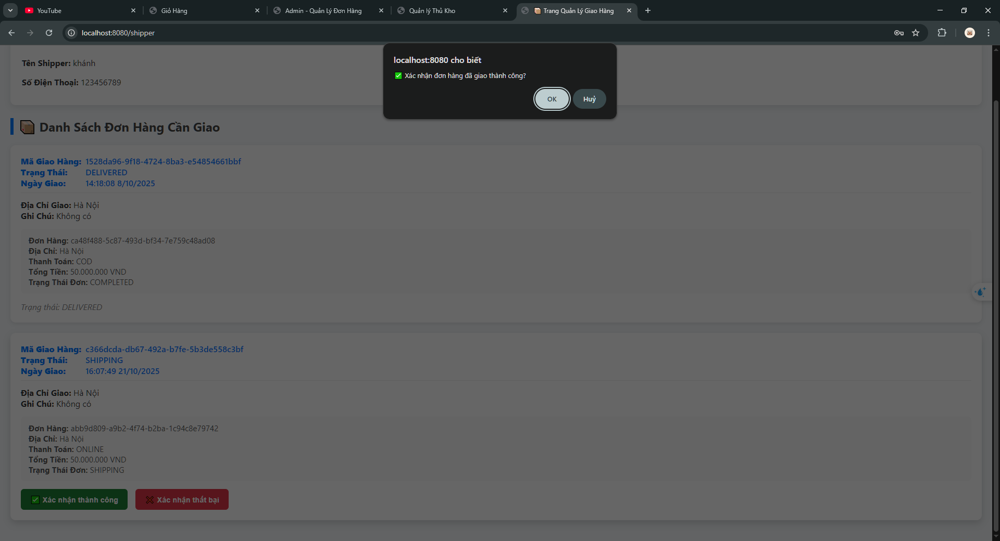 YouTube
Giỏ Hàng
Admin - Quản Lý Đơn Hàng
Quản lý Thủ Kho
📦 Trang Quản Lý Giao Hàng
localhost:8080/shipper
localhost:8080 cho biết
✅ Xác nhận đơn hàng đã giao thành công?
OK
Huỷ
Tên Shipper: khánh
Số Điện Thoại: 123456789
📦 Danh Sách Đơn Hàng Cần Giao
Mã Giao Hàng: 1528da96-9f18-4724-8ba3-e54854661bbf
Trạng Thái: DELIVERED
Ngày Giao: 14:18:08 8/10/2025
Địa Chỉ Giao: Hà Nội
Ghi Chú: Không có
Đơn Hàng: ca48f488-5c87-493d-bf34-7e759c48ad08
Địa Chỉ: Hà Nội
Thanh Toán: COD
Tổng Tiền: 50.000.000 VND
Trạng Thái Đơn: COMPLETED
Trạng thái: DELIVERED
Mã Giao Hàng: c366dcda-db67-492a-b7fe-5b3de558c3bf
Trạng Thái: SHIPPING
Ngày Giao: 16:07:49 21/10/2025
Địa Chỉ Giao: Hà Nội
Ghi Chú: Không có
Đơn Hàng: abb9d809-a9b2-4f74-b2ba-1c94c8e79742
Địa Chỉ: Hà Nội
Thanh Toán: ONLINE
Tổng Tiền: 50.000.000 VND
Trạng Thái Đơn: SHIPPING
✅ Xác nhận thành công
❌ Xác nhận thất bại